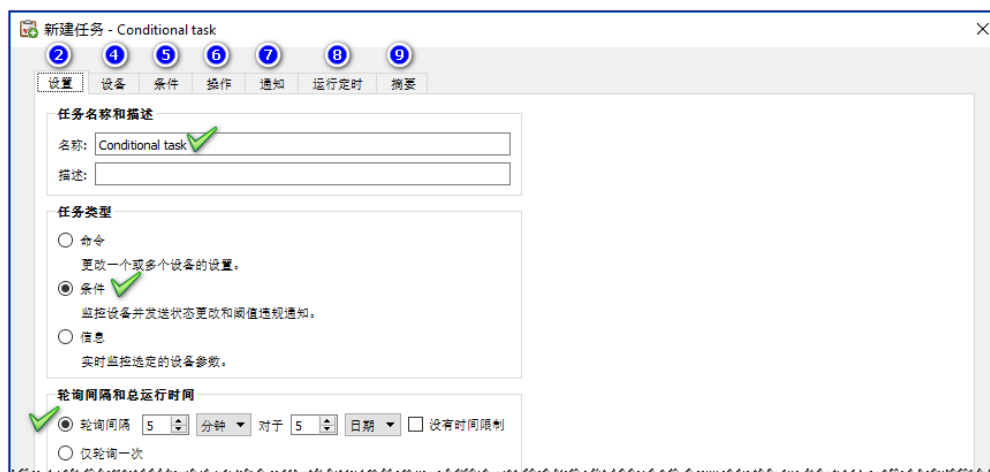 新建任务 - Conditional task
2 4 5 6 7 8 9
设置 设备 条件 操作 通知 运行定时 摘要
任务名称和描述
名称: Conditional task
描述:
任务类型
命令
更改一个或多个设备的设置。
条件
监控设备并发送状态更改和阈值违规通知。
信息
实时监控选定的设备参数。
轮询间隔和总运行时间
轮询间隔 5 分钟 对于 5 日期 没有时间限制
仅轮询一次